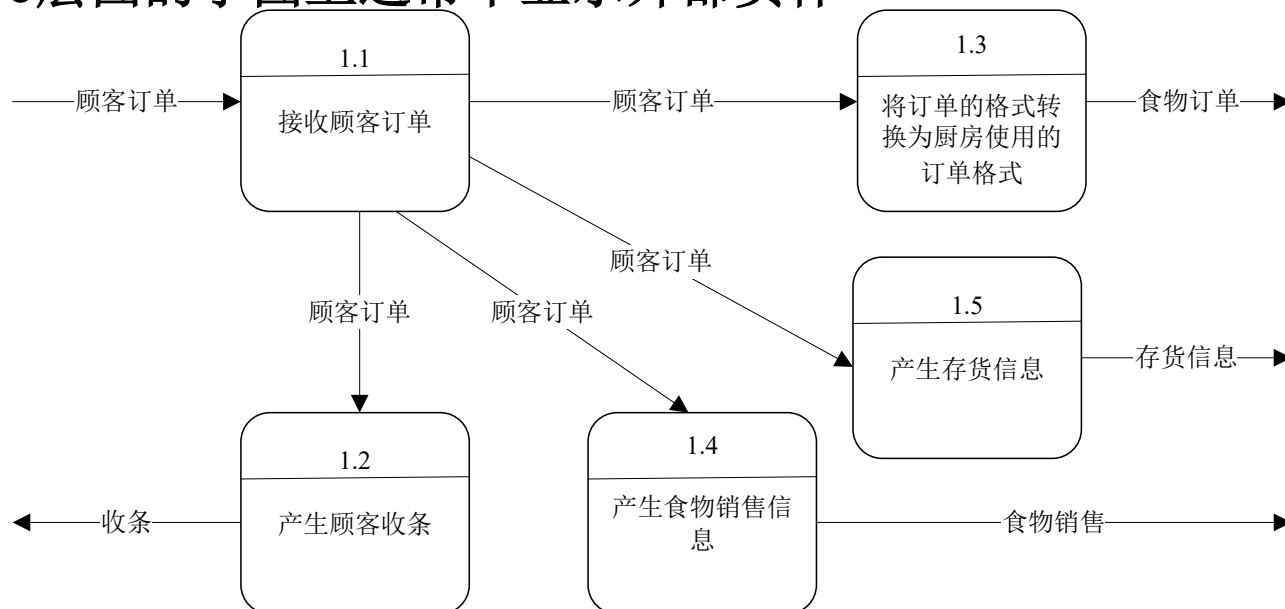 1.1
1.3
顾客订单
接收顾客订单
顾客订单
将订单的格式转
换为厨房使用的
订单格式
食物订单
顾客订单
顾客订单
顾客订单
1.5
产生存货信息
存货信息
1.2
产生顾客收条
收条
1.4
产生食物销售信
息
食物销售